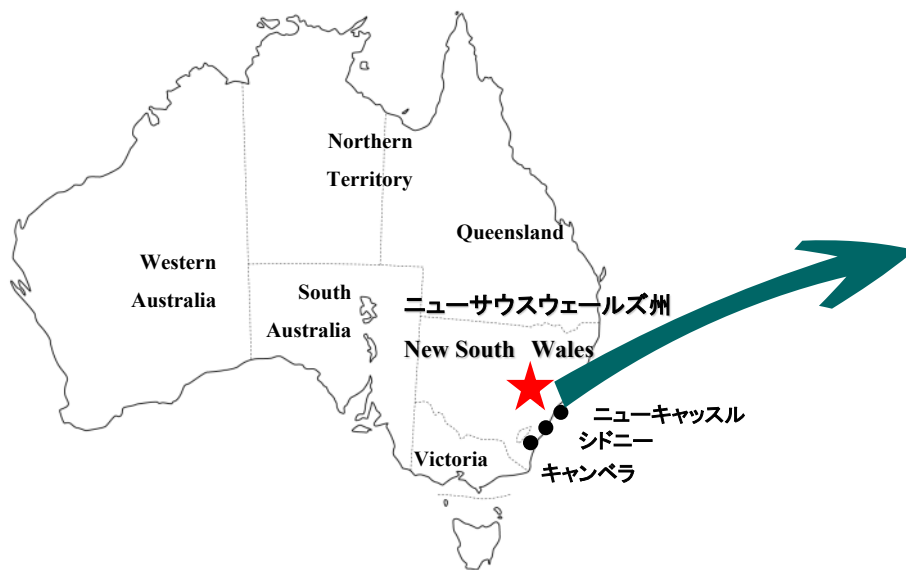 Northern
Territory
Queensland
Western
Australia
South
Australia
ニューサウスウェールズ州
New South Wales
ニューキャッスル
シドニー
キャンベラ
Victoria